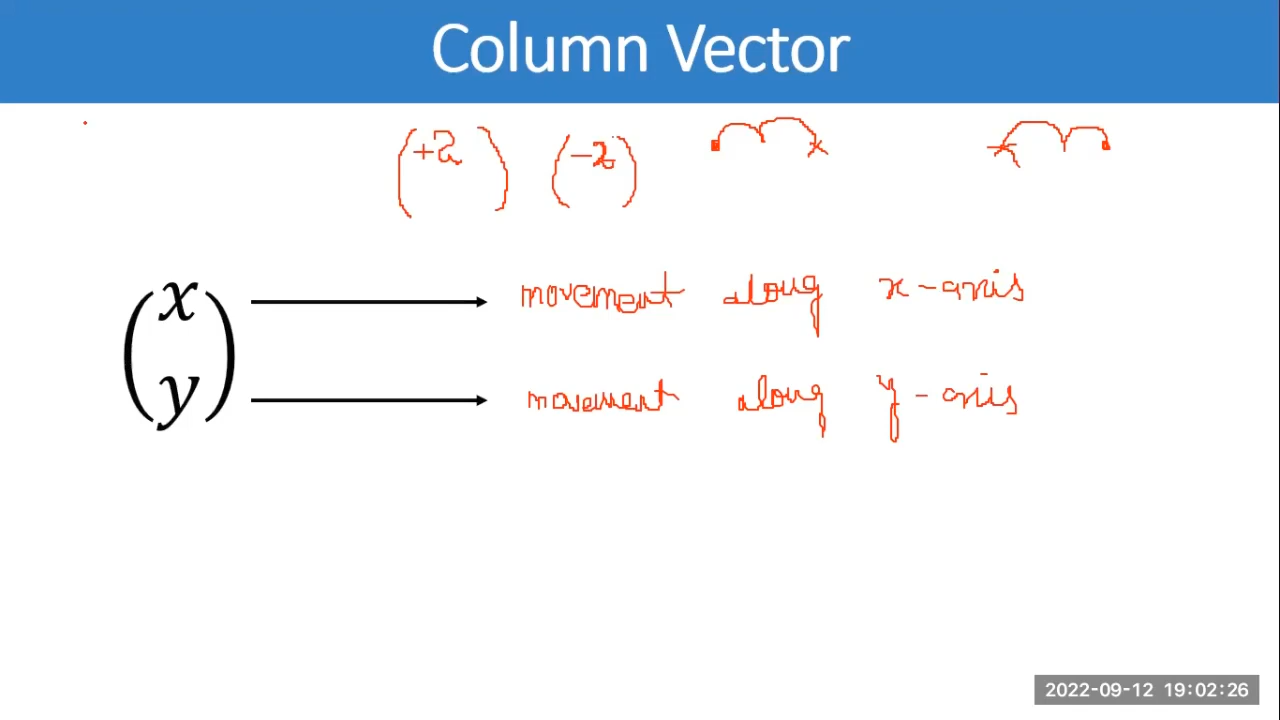 Column Vector
(+2) (-2)
x movement along x-axis
y movement along y-axis
2022-09-12 19:02:26